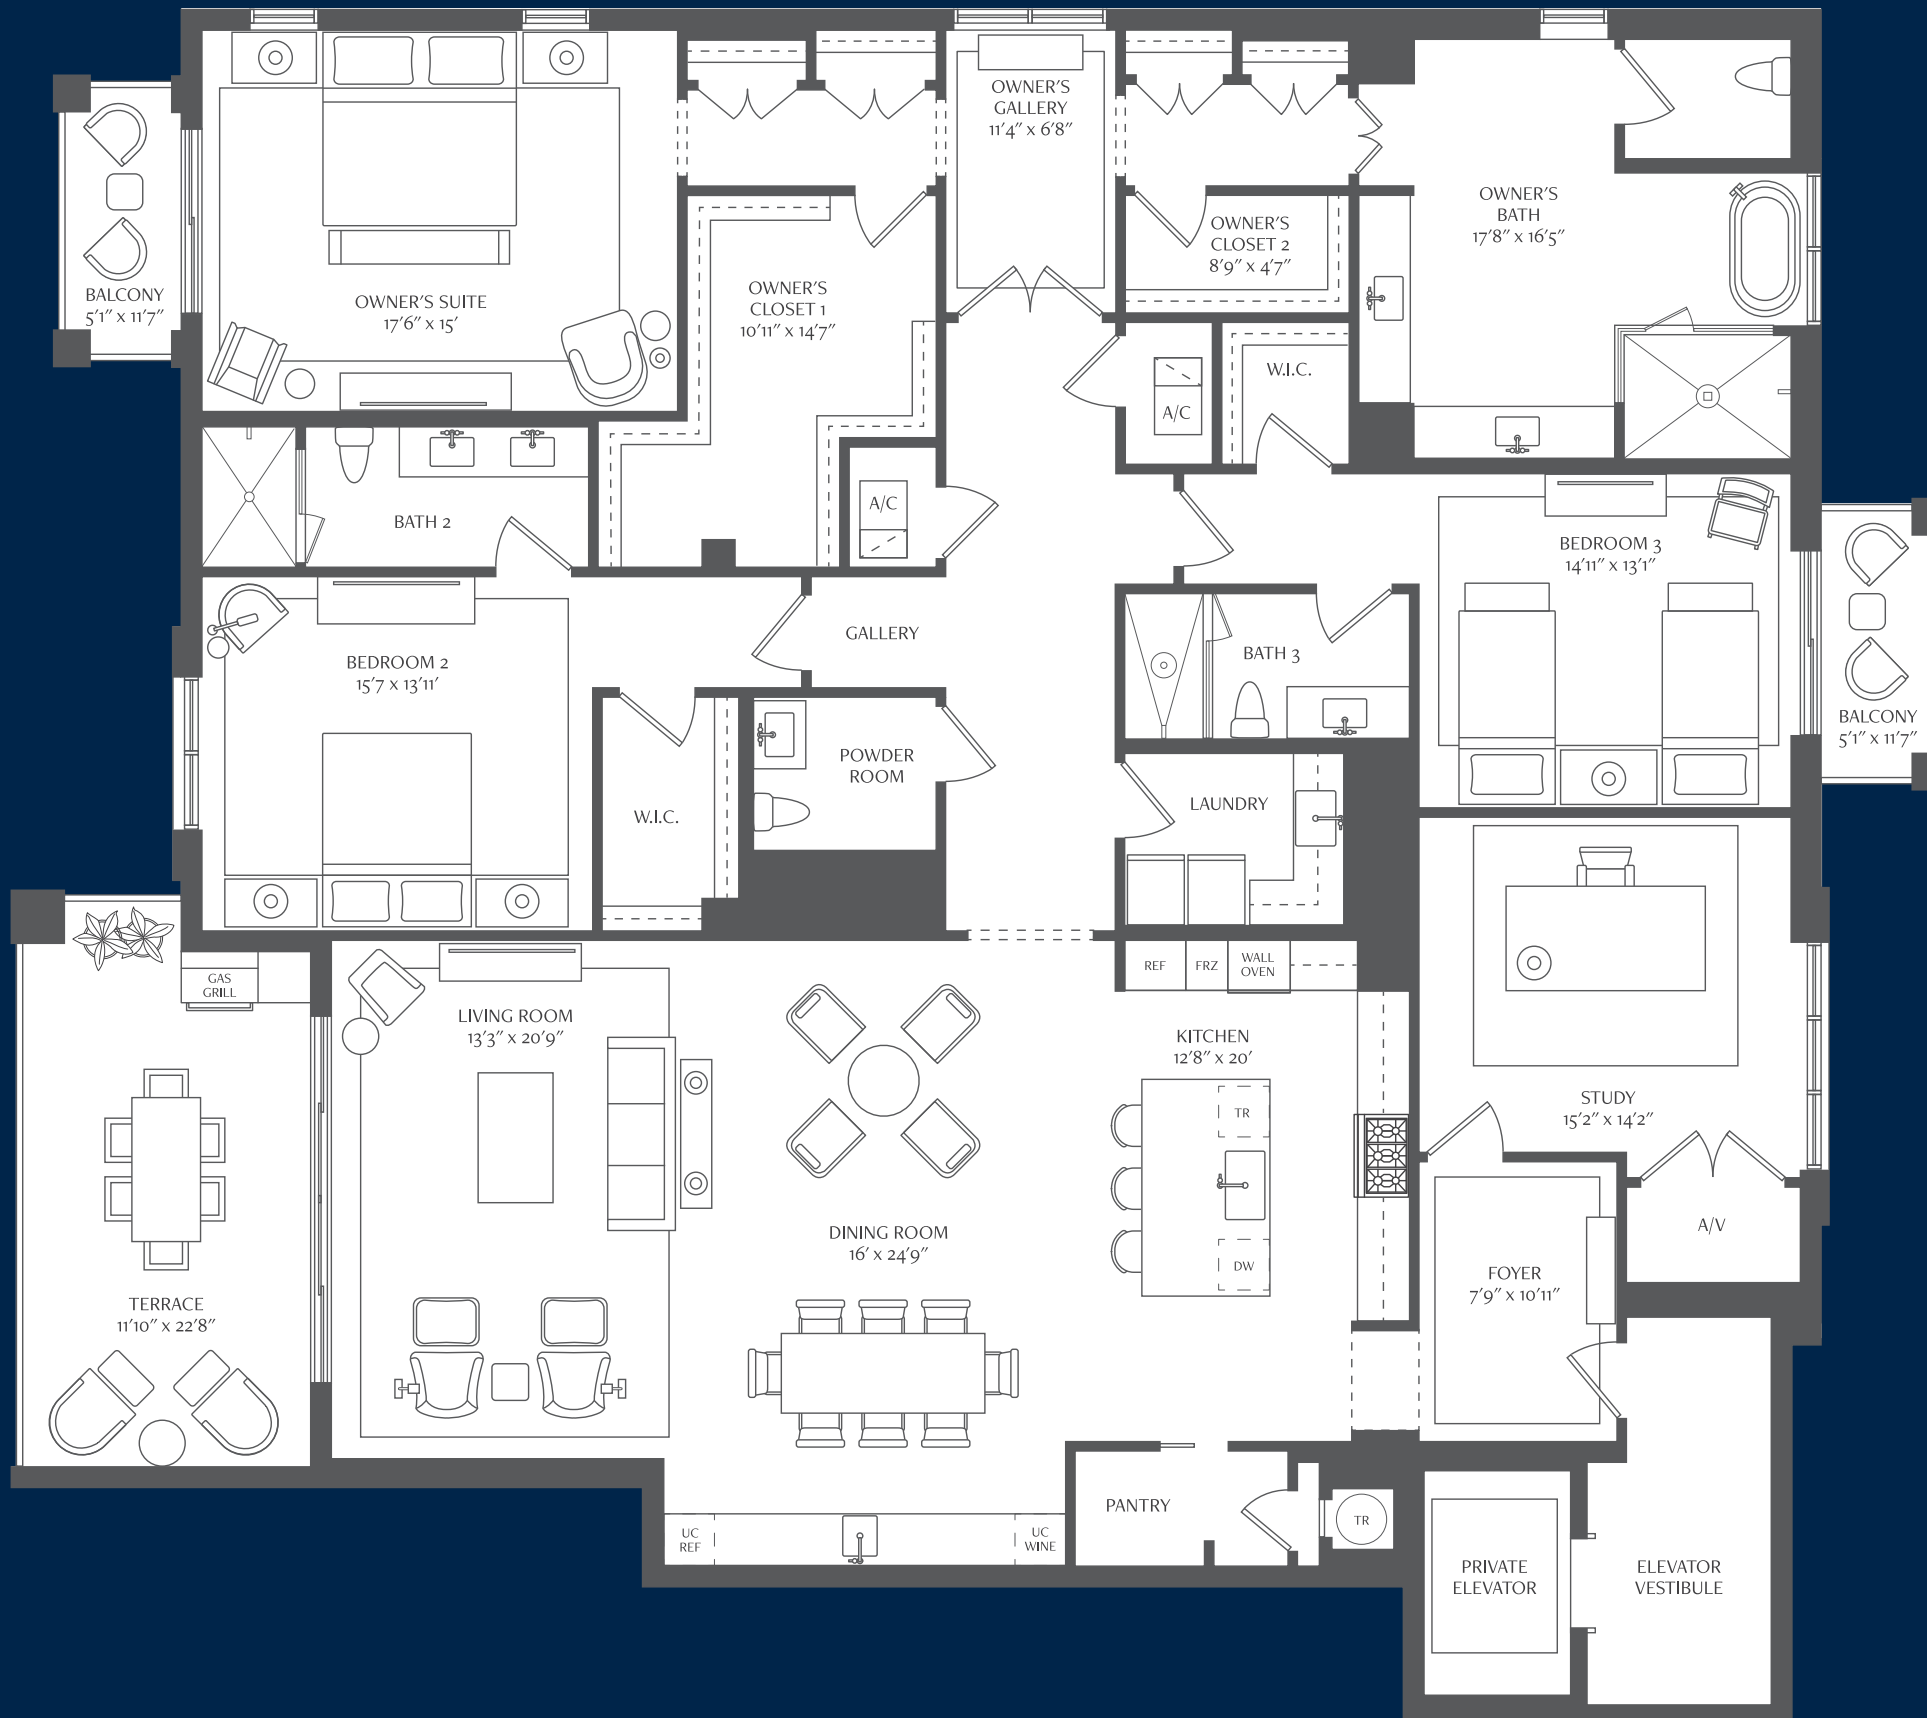 OWNER'S
GALLERY
11'4" x 6'8"
OWNER'S
BATH
17'8" x 16'5"
OWNER'S
CLOSET 2
8'9" x 4'7"
BALCONY
5'1" x 11'7"
OWNER'S SUITE
17'6" x 15'
OWNER'S
CLOSET 1
10'11" x 14'7"
W.I.C.
A/C
A/C
BATH 2
BEDROOM 3
14'11" x 13'1"
GALLERY
BEDROOM 2
15'7 x 13'11'
BATH 3
BALCONY
5'1" x 11'7"
POWDER
ROOM
LAUNDRY
W.I.C.
GAS
GRILL
REF
FRZ
WALL
OVEN
LIVING ROOM
13'3" x 20'9"
KITCHEN
12'8" x 20'
STUDY
15'2" x 14'2"
TR
DINING ROOM
16' x 24'9"
A/V
DW
FOYER
7'9" x 10'11"
TERRACE
11'10" x 22'8"
PANTRY
UC
REF
UC
WINE
TR
PRIVATE
ELEVATOR
ELEVATOR
VESTIBULE